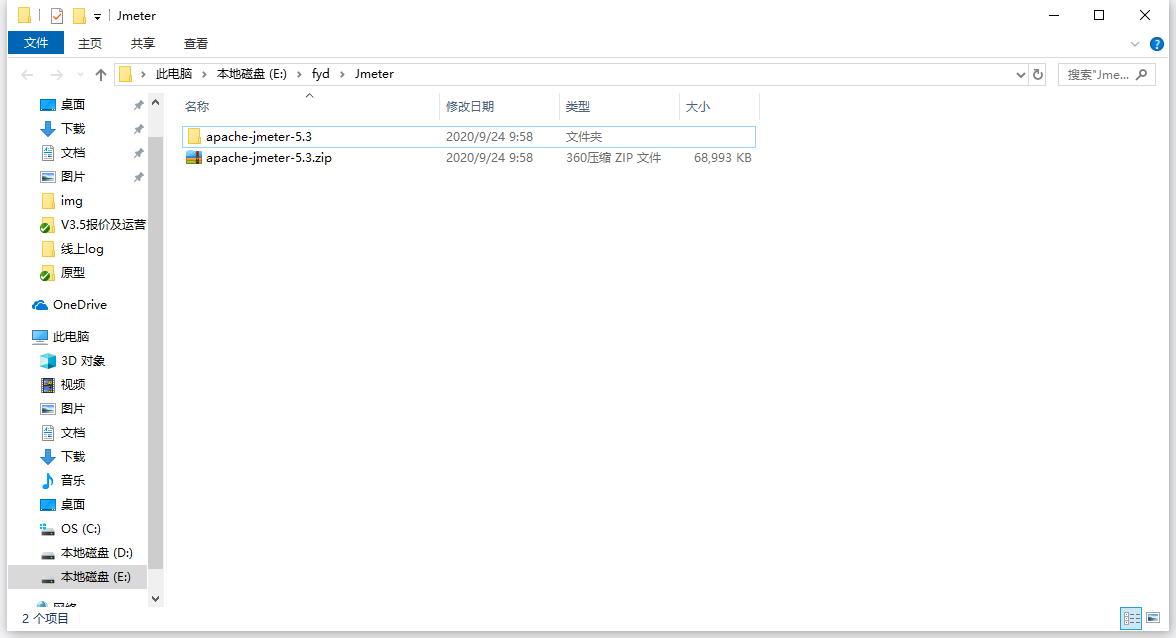 Jmeter
文件 主页 共享 查看
此电脑 本地磁盘 (E:) fyd Jmeter 搜索"Jme...
名称 修改日期 类型 大小
apache-jmeter-5.3 2020/9/24 9:58 文件夹
apache-jmeter-5.3.zip 2020/9/24 9:58 360压缩 ZIP 文件 68,993 KB
桌面
下载
文档
图片
img
V3.5报价及运营
线上log
原型
OneDrive
此电脑
3D 对象
视频
图片
文档
下载
音乐
桌面
OS (C:)
本地磁盘 (D:)
本地磁盘 (E:)
网络
2 个项目